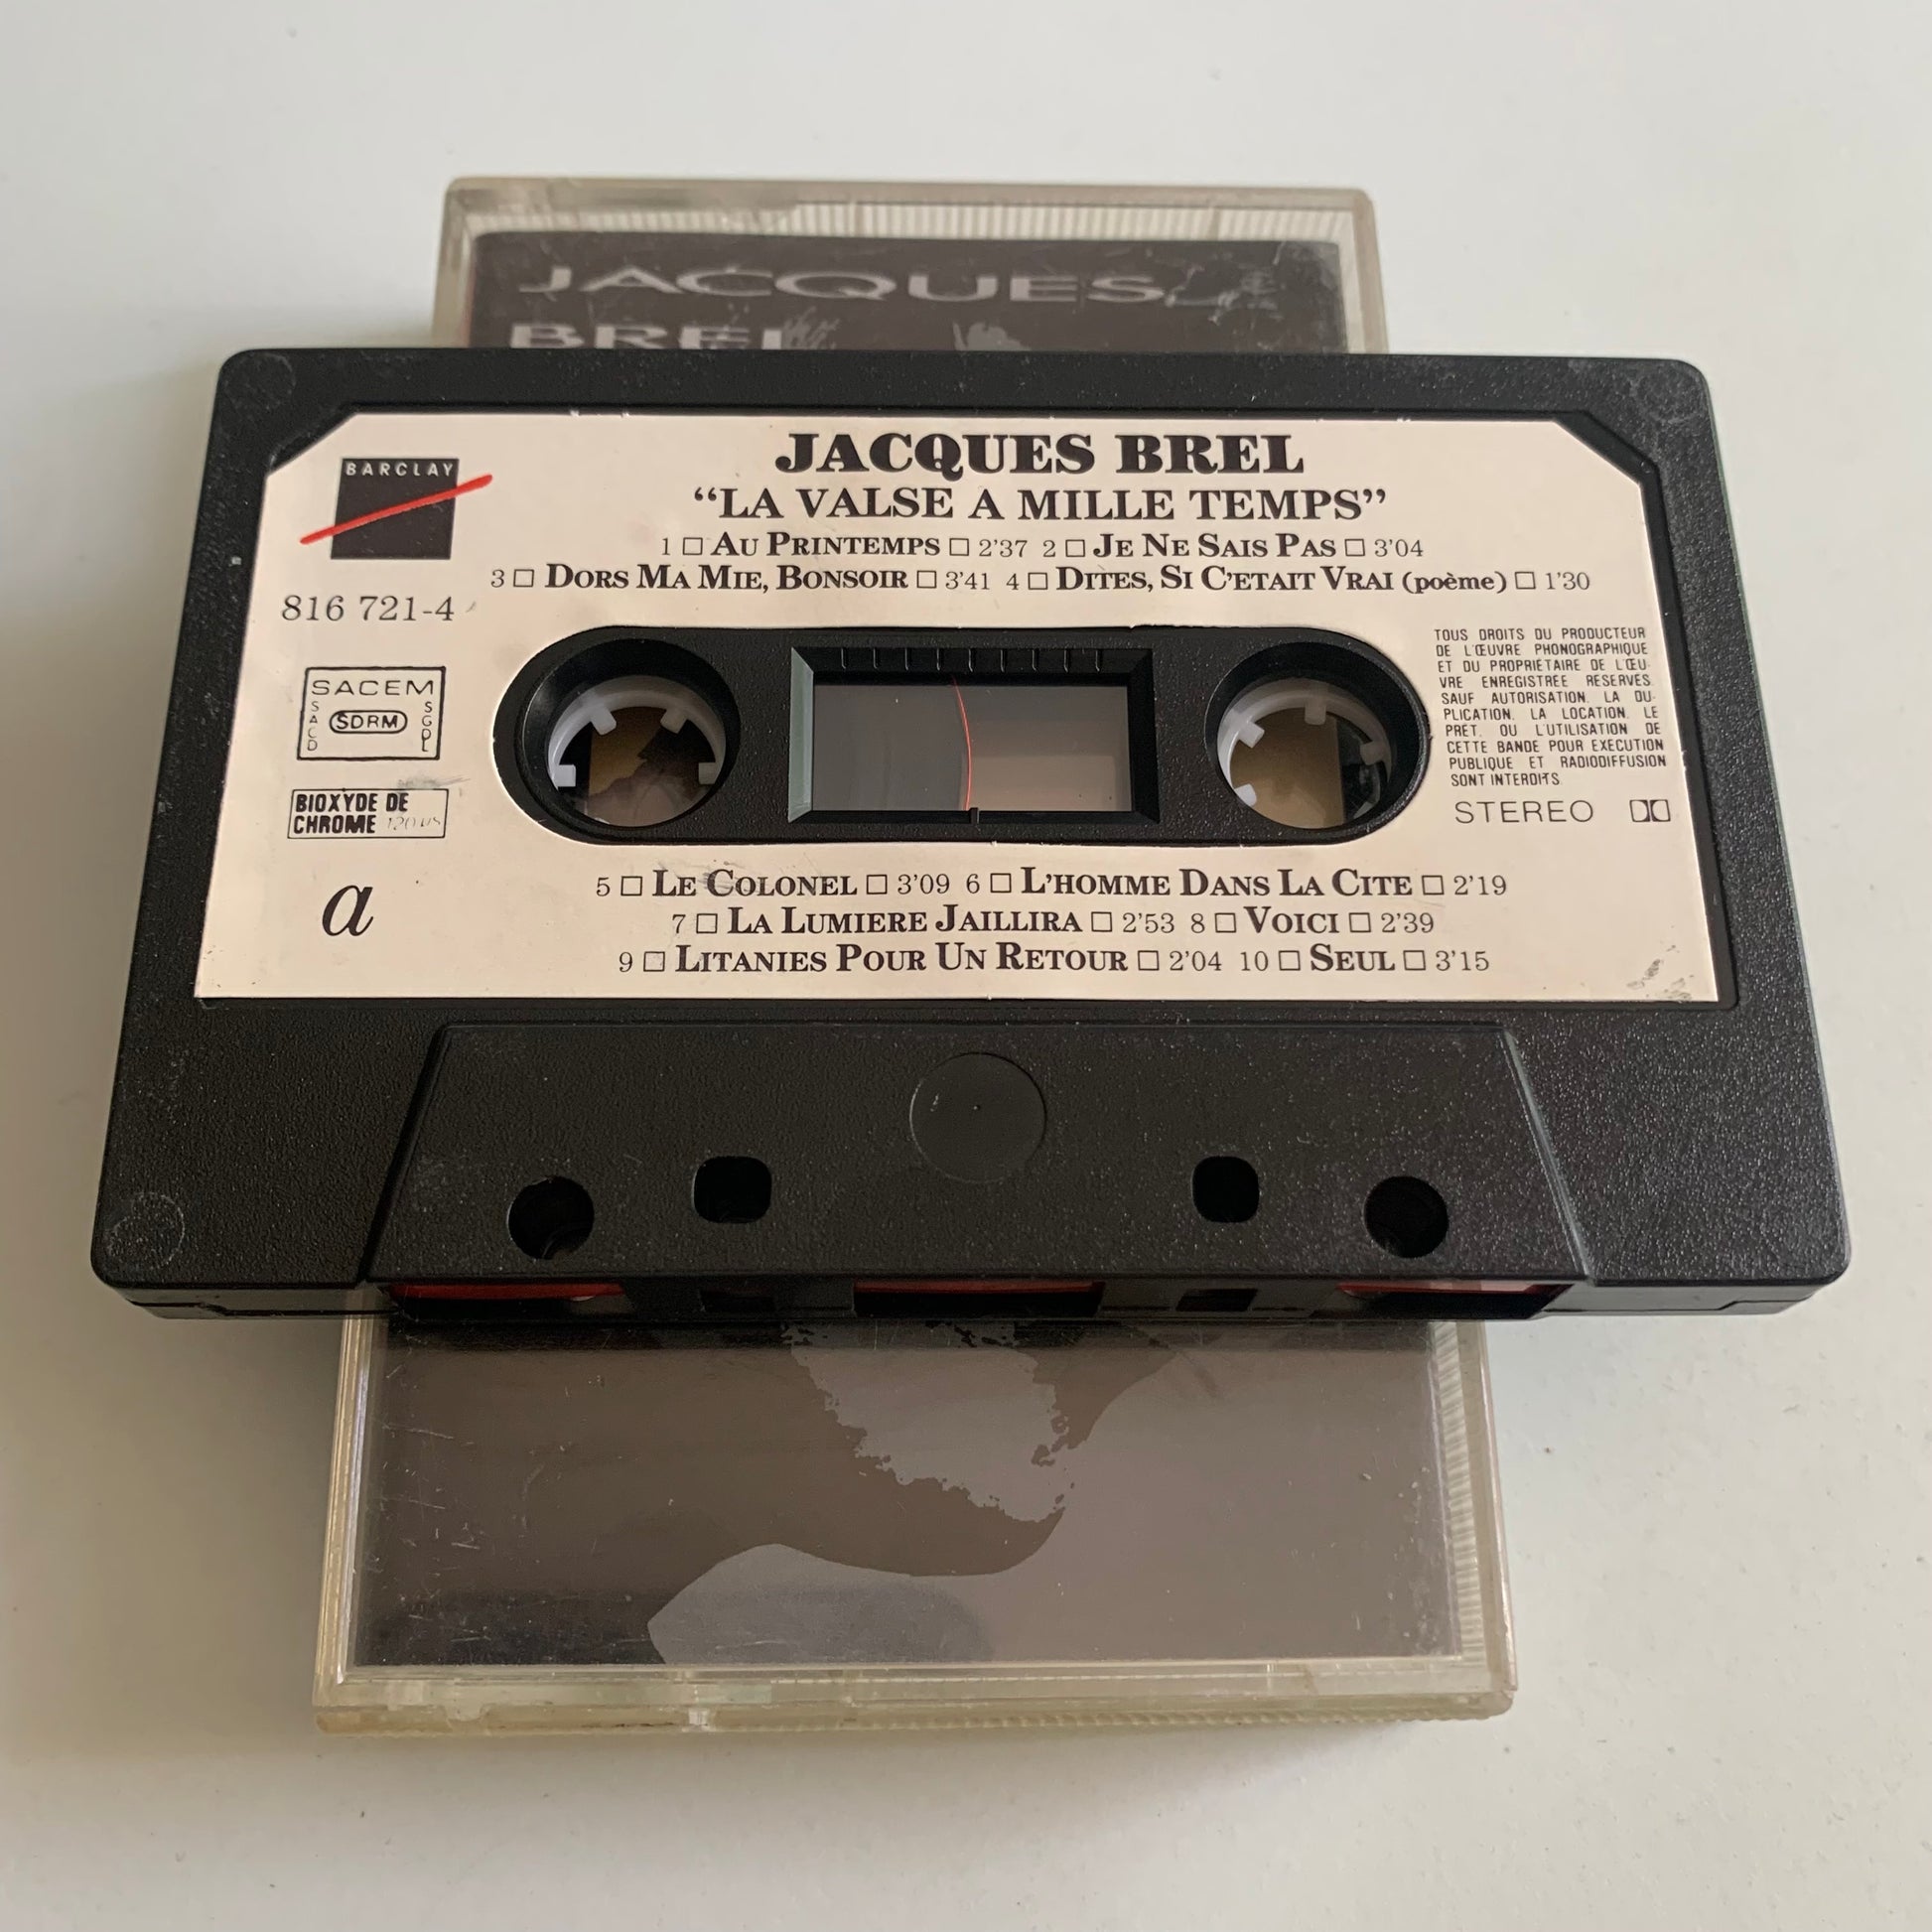 JACQUES
BREL
BARCLAY
JACQUES BREL
“LA VALSE A MILLE TEMPS”
1 □ AU PRINTEMPS □ 2'37 2 □ JE NE SAIS PAS □ 3'04
3 □ DORS MA MIE, BONSOIR □ 3'41 4 □ DITES, SI C'ETAIT VRAI (poème) □ 1'30
816 721-4
SACEM
SACD
SDRM
SGDL
BIOXYDE DE
CHROME 120 µs
a
TOUS DROITS DU PRODUCTEUR
DE L'ŒUVRE PHONOGRAPHIQUE
ET DU PROPRIETAIRE DE L'ŒU-
VRE ENREGISTREE RESERVES.
SAUF AUTORISATION, LA DU-
PLICATION, LA LOCATION, LE
PRET, OU L'UTILISATION DE
CETTE BANDE POUR EXECUTION
PUBLIQUE ET RADIODIFFUSION
SONT INTERDITS.
STEREO
5 □ LE COLONEL □ 3'09 6 □ L'HOMME DANS LA CITE □ 2'19
7 □ LA LUMIERE JAILLIRA □ 2'53 8 □ VOICI □ 2'39
9 □ LITANIES POUR UN RETOUR □ 2'04 10 □ SEUL □ 3'15